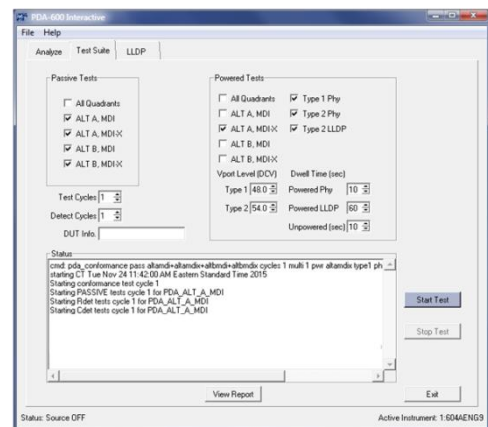 PDA-600 Interactive
File Help
Analyze Test Suite LLDP
Passive Tests
All Quadrants
ALT A, MDI
ALT A, MDI-X
ALT B, MDI
ALT B, MDI-X
Test Cycles 1
Detect Cycles 1
DUT Info.
Powered Tests
All Quadrants Type 1 Phy
ALT A, MDI Type 2 Phy
ALT A, MDI-X Type 2 LLDP
ALT B, MDI
ALT B, MDI-X
Vport Level (DCV) Dwell Time (sec)
Type 1 48.0 Powered Phy 10
Type 2 54.0 Powered LLDP 60
Unpowered (sec) 10
Status
cmd: pda_conformance pass altamdi+altamdix+altbmdi+altbmdix cycles 1 multi 1 pwr altamdix type1 ph
starting CT Tue Nov 24 11:42:00 AM Eastern Standard Time 2015
Starting conformance test cycle 1
Starting PASSIVE tests cycle 1 for PDA_ALT_A_MDI
Starting Rdet tests cycle 1 for PDA_ALT_A_MDI
Starting Cdet tests cycle 1 for PDA_ALT_A_MDI
Start Test
Stop Test
View Report Exit
Status: Source OFF Active Instrument: 1:604AENG9